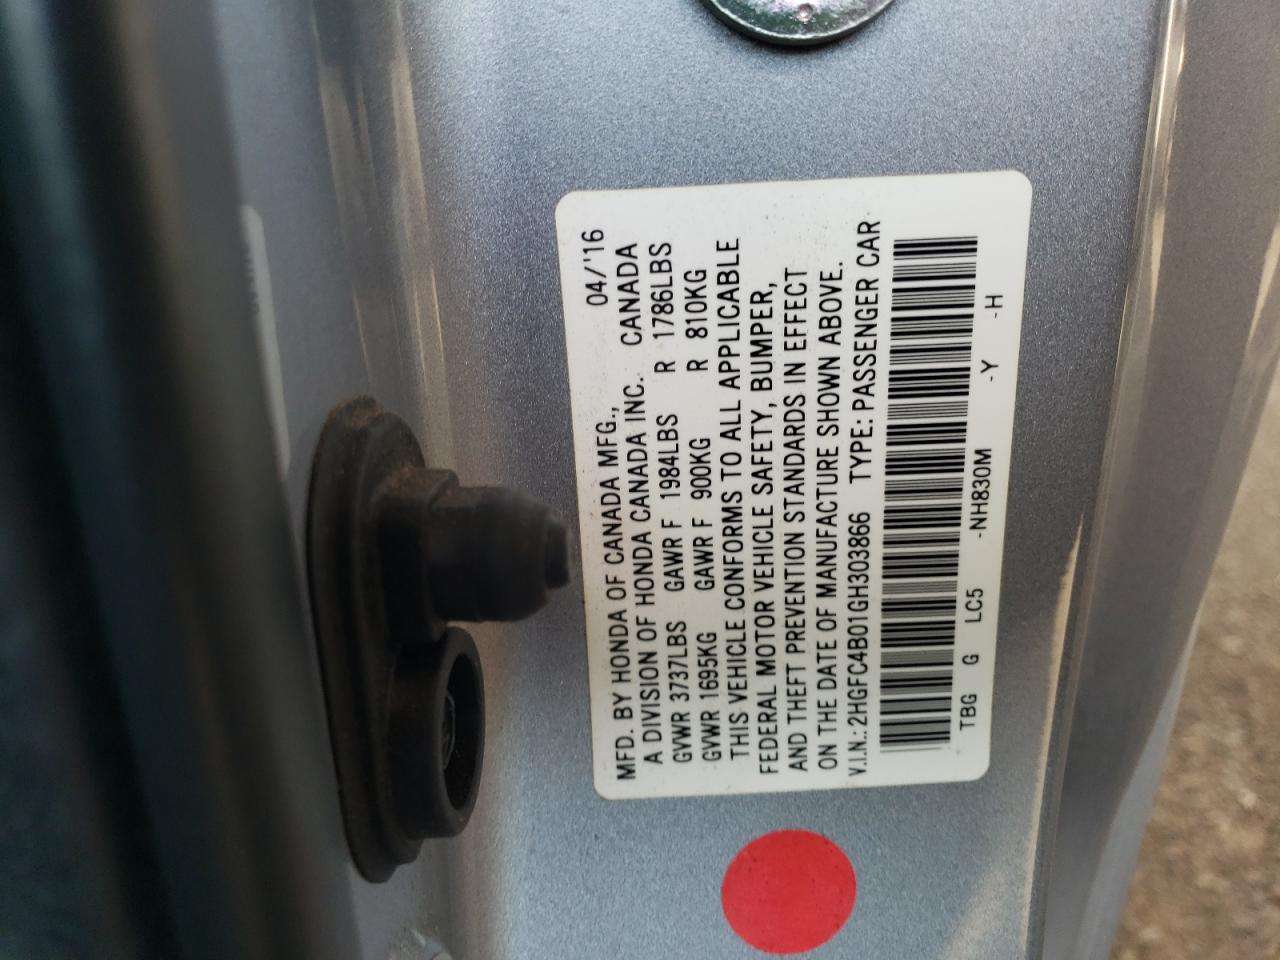 MFD. BY HONDA OF CANADA MFG., 04/'16
A DIVISION OF HONDA CANADA INC. CANADA
GVWR 3737LBS GAWR F 1984LBS R 1786LBS
GVWR 1695KG GAWR F 900KG R 810KG
THIS VEHICLE CONFORMS TO ALL APPLICABLE
FEDERAL MOTOR VEHICLE SAFETY, BUMPER,
AND THEFT PREVENTION STANDARDS IN EFFECT
ON THE DATE OF MANUFACTURE SHOWN ABOVE.
V.I.N.: 2HGFC4B01GH303866 TYPE: PASSENGER CAR
TBG G LC5 -NH830M -Y -H